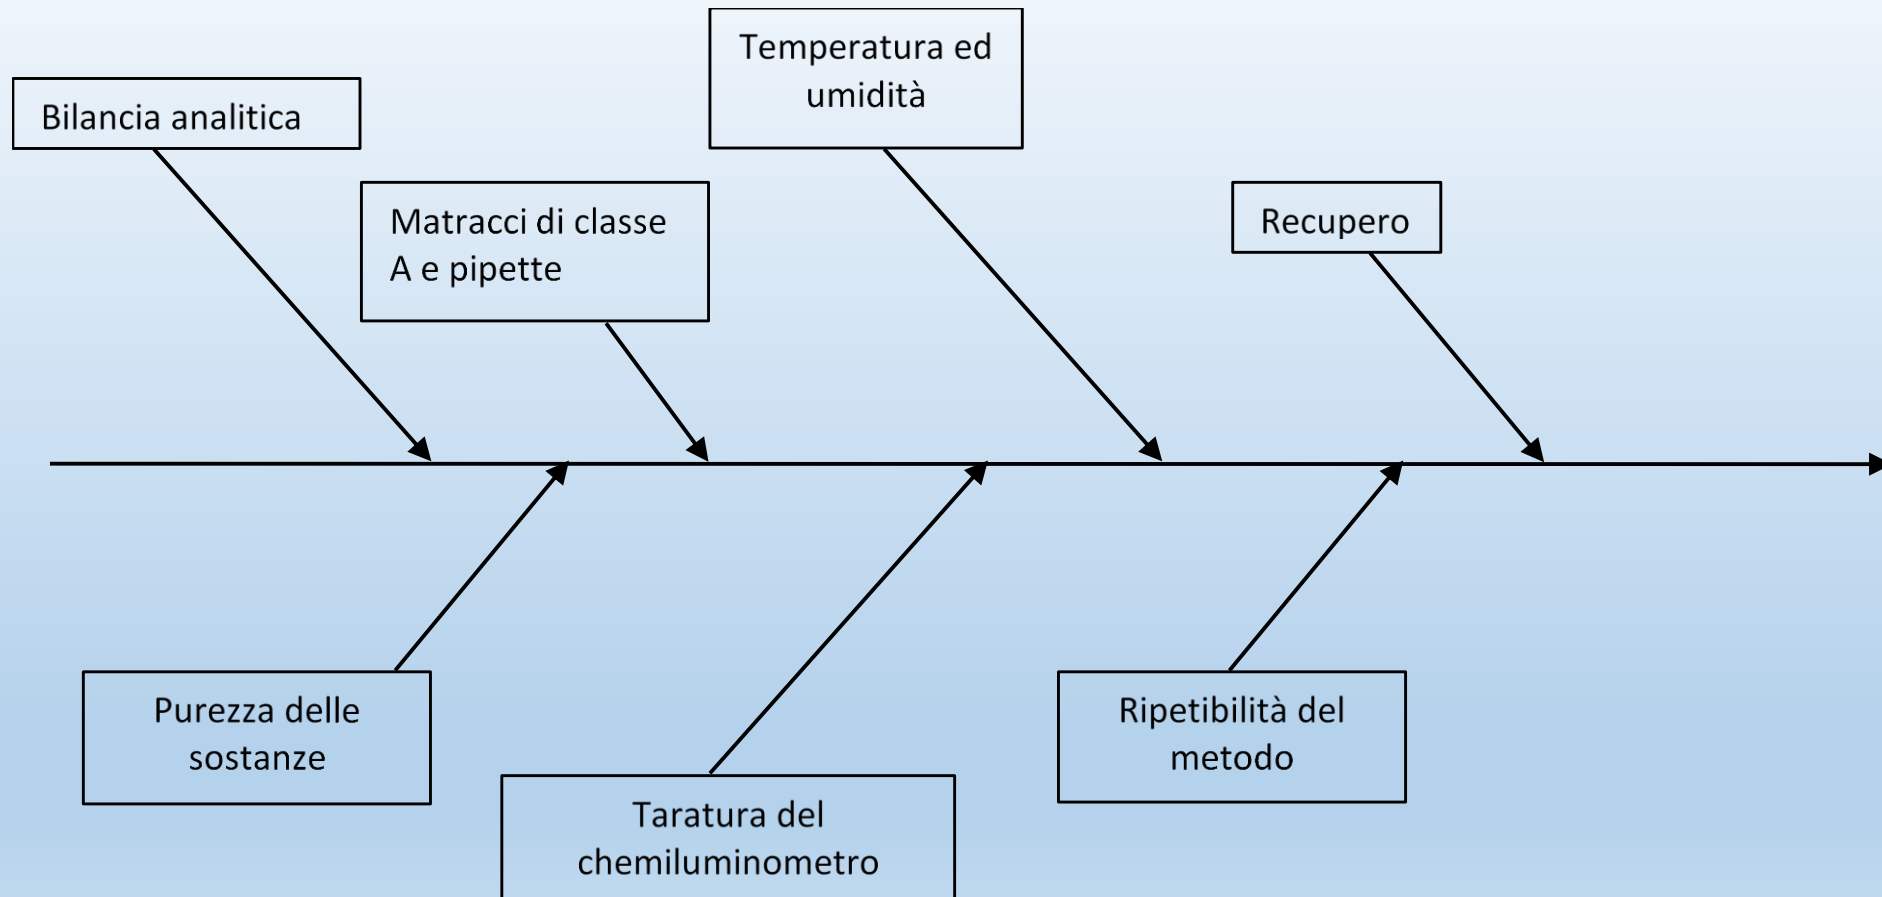 Temperatura ed
umidità
Bilancia analitica
Matracci di classe
A e pipette
Recupero
Purezza delle
sostanze
Ripetibilità del
metodo
Taratura del
chemiluminometro